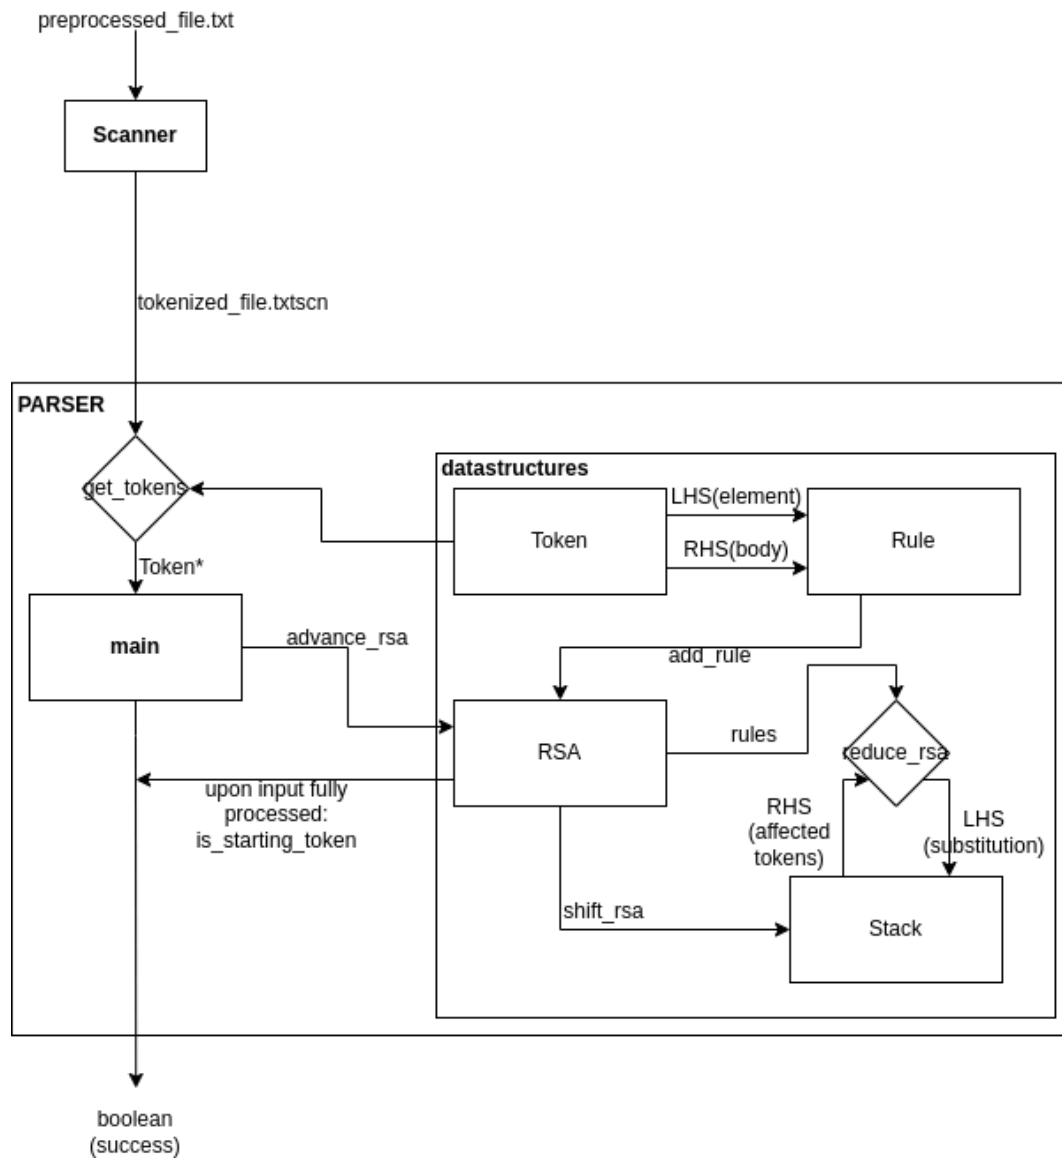 preprocessed_file.txt
Scanner
tokenized_file.txtscn
PARSER
get_tokens
datastructures
Token
LHS(element)
RHS(body)
Rule
Token*
main
advance_rsa
add_rule
RSA
rules
reduce_rsa
upon input fully
processed:
is_starting_token
RHS
(affected
tokens)
LHS
(substitution)
shift_rsa
Stack
boolean
(success)